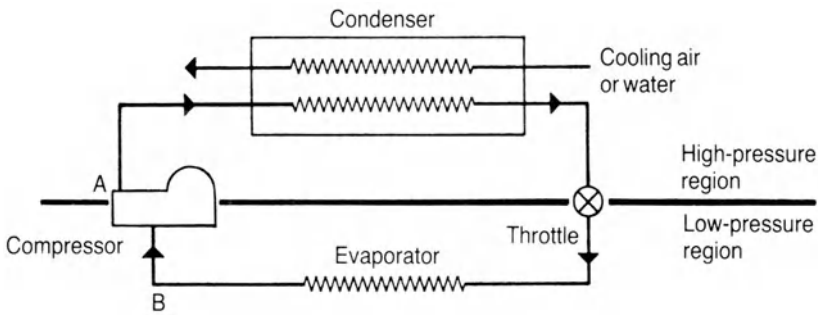 Condenser
Cooling air
or water
A
High-pressure
region
Compressor
Throttle
Low-pressure
region
Evaporator
B